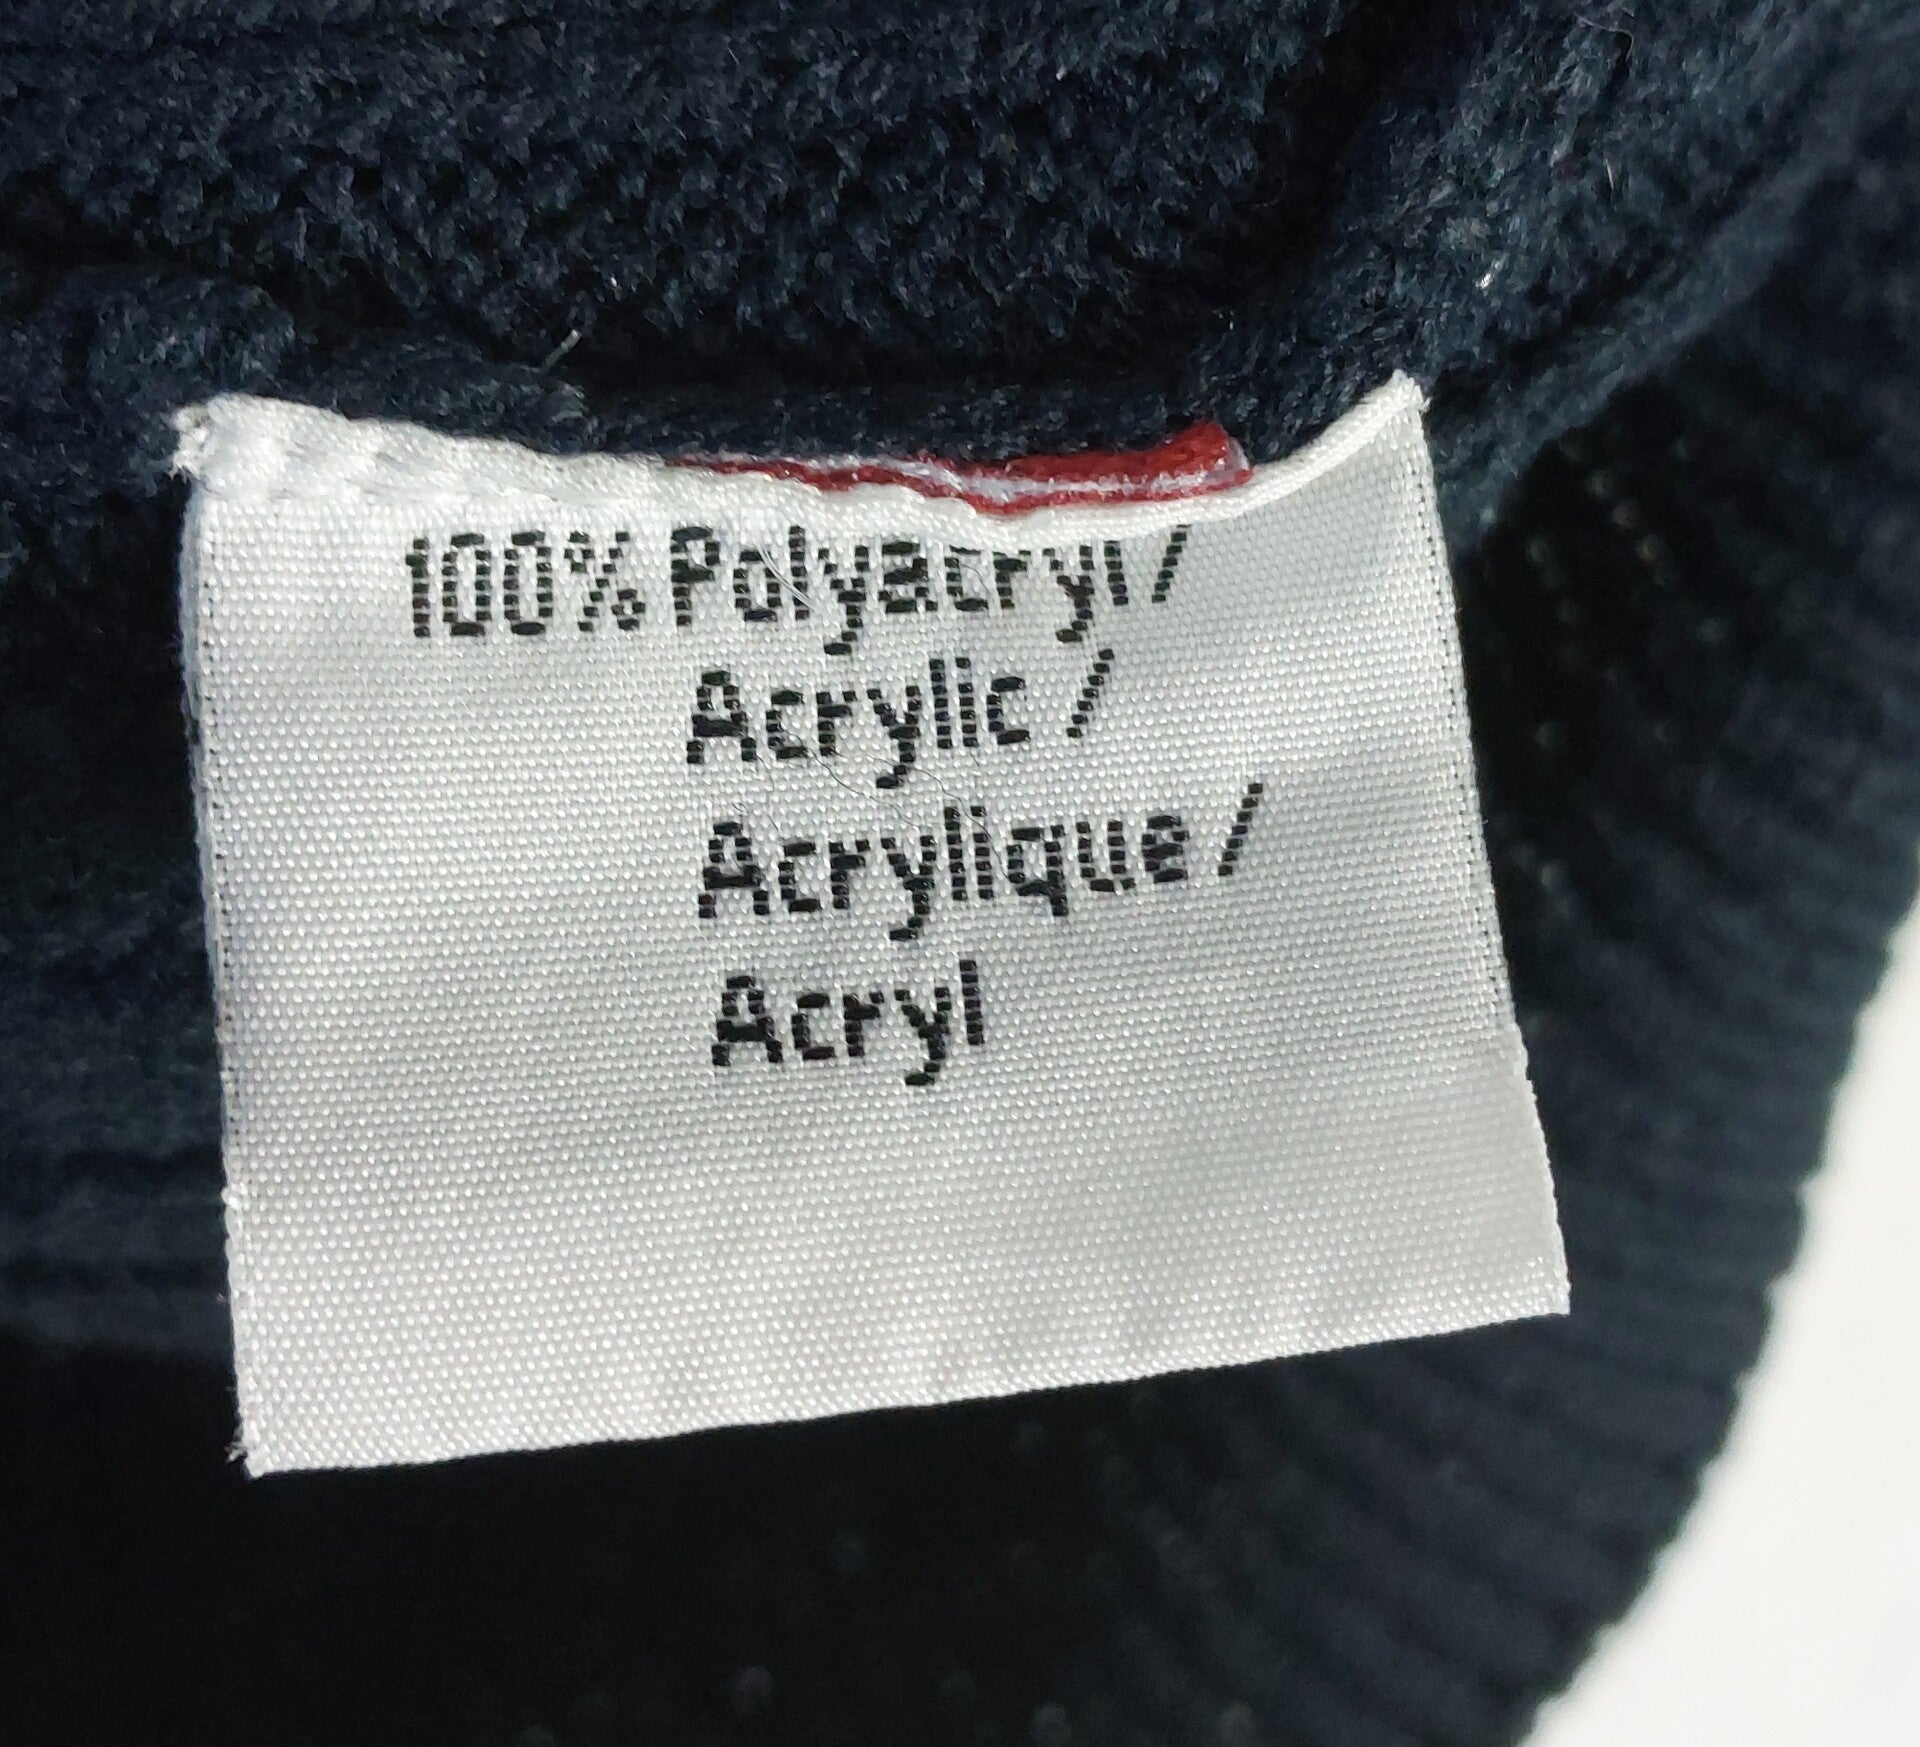 100% Polyacryl /
Acrylic /
Acrylique /
Acryl